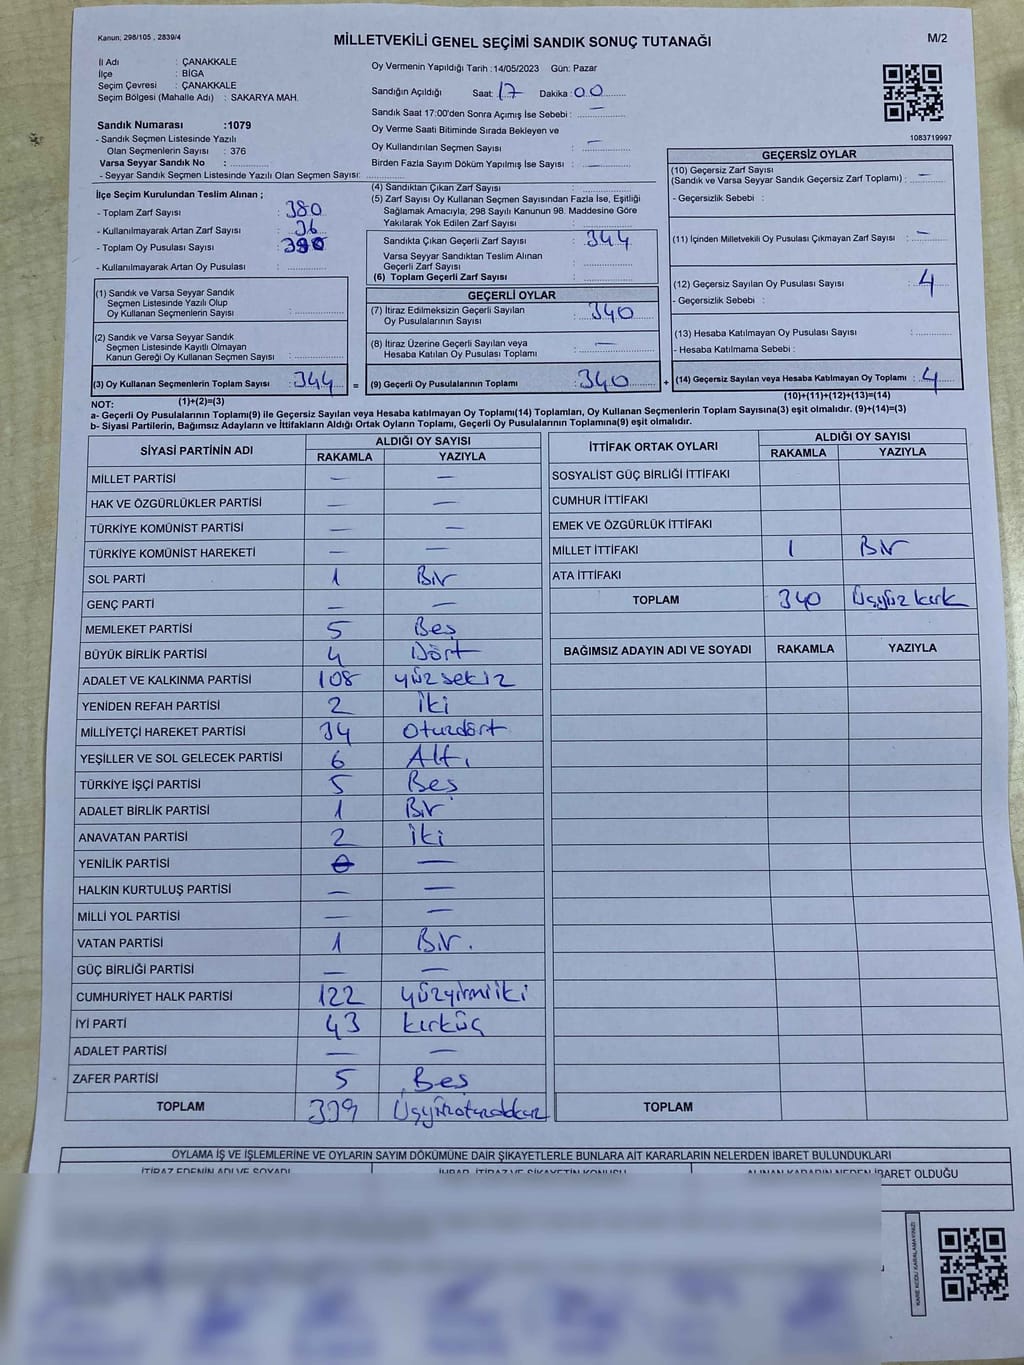 Kanun; 298/105 , 2839/4
MİLLETVEKİLİ GENEL SEÇİMİ SANDIK SONUÇ TUTANAĞI
M/2
İl Adı : ÇANAKKALE
İlçe : BİGA
Seçim Çevresi : ÇANAKKALE
Seçim Bölgesi (Mahalle Adı) : SAKARYA MAH.
Sandık Numarası :1079
- Sandık Seçmen Listesinde Yazılı
Olan Seçmenlerin Sayısı : 376
Varsa Seyyar Sandık No :
- Seyyar Sandık Seçmen Listesinde Yazılı Olan Seçmen Sayısı:
Oy Vermenin Yapıldığı Tarih :14/05/2023 Gün: Pazar
Sandığın Açıldığı Saat: 17 Dakika: 00
Sandık Saat 17:00'den Sonra Açımış İse Sebebi : —
Oy Verme Saati Bitiminde Sırada Bekleyen ve
Oy Kullandırılan Seçmen Sayısı : —
Birden Fazla Sayım Döküm Yapılmış İse Sayısı : —
1083719997
İlçe Seçim Kurulundan Teslim Alınan ;
- Toplam Zarf Sayısı : 380
- Kullanılmayarak Artan Zarf Sayısı : 36
- Toplam Oy Pusulası Sayısı : 390
- Kullanılmayarak Artan Oy Pusulası :
(1) Sandık ve Varsa Seyyar Sandık
Seçmen Listesinde Yazılı Olup
Oy Kullanan Seçmenlerin Sayısı :
(2) Sandık ve Varsa Seyyar Sandık
Seçmen Listesinde Kayıtlı Olmayan
Kanun Gereği Oy Kullanan Seçmen Sayısı :
(3) Oy Kullanan Seçmenlerin Toplam Sayısı : 344
(1)+(2)=(3)
(4) Sandıktan Çıkan Zarf Sayısı :
(5) Zarf Sayısı Oy Kullanan Seçmen Sayısından Fazla İse, Eşitliği
Sağlamak Amacıyla, 298 Sayılı Kanunun 98. Maddesine Göre
Yakılarak Yok Edilen Zarf Sayısı :
Sandıkta Çıkan Geçerli Zarf Sayısı : 344
Varsa Seyyar Sandıktan Teslim Alınan
Geçerli Zarf Sayısı :
(6) Toplam Geçerli Zarf Sayısı :
GEÇERLİ OYLAR
(7) İtiraz Edilmeksizin Geçerli Sayılan
Oy Pusulalarının Sayısı : 340
(8) İtiraz Üzerine Geçerli Sayılan veya
Hesaba Katılan Oy Pusulası Toplamı : —
= (9) Geçerli Oy Pusulalarının Toplamı : 340 +
GEÇERSİZ OYLAR
(10) Geçersiz Zarf Sayısı
(Sandık ve Varsa Seyyar Sandık Geçersiz Zarf Toplamı) : —
- Geçersizlik Sebebi :
(11) İçinden Milletvekili Oy Pusulası Çıkmayan Zarf Sayısı : —
(12) Geçersiz Sayılan Oy Pusulası Sayısı : 4
- Geçersizlik Sebebi :
(13) Hesaba Katılmayan Oy Pusulası Sayısı :
- Hesaba Katılmama Sebebi :
(14) Geçersiz Sayılan veya Hesaba Katılmayan Oy Toplamı : 4
(10)+(11)+(12)+(13)=(14)
NOT:
a- Geçerli Oy Pusulalarının Toplamı(9) ile Geçersiz Sayılan veya Hesaba katılmayan Oy Toplamı(14) Toplamları, Oy Kullanan Seçmenlerin Toplam Sayısına(3) eşit olmalıdır. (9)+(14)=(3)
b- Siyasi Partilerin, Bağımsız Adayların ve İttifakların Aldığı Ortak Oyların Toplamı, Geçerli Oy Pusulalarının Toplamına(9) eşit olmalıdır.
SİYASİ PARTİNİN ADI ALDIĞI OY SAYISI
RAKAMLA YAZIYLA
MİLLET PARTİSİ — —
HAK VE ÖZGÜRLÜKLER PARTİSİ — —
TÜRKİYE KOMÜNİST PARTİSİ — —
TÜRKİYE KOMÜNİST HAREKETİ — —
SOL PARTİ 1 Bir
GENÇ PARTİ — —
MEMLEKET PARTİSİ 5 Beş
BÜYÜK BİRLİK PARTİSİ 4 Dört
ADALET VE KALKINMA PARTİSİ 108 yüzsekiz
YENİDEN REFAH PARTİSİ 2 İki
MİLLİYETÇİ HAREKET PARTİSİ 34 otuzdört
YEŞİLLER VE SOL GELECEK PARTİSİ 6 Altı
TÜRKİYE İŞÇİ PARTİSİ 5 Beş
ADALET BİRLİK PARTİSİ 1 Bir
ANAVATAN PARTİSİ 2 İki
YENİLİK PARTİSİ 0 —
HALKIN KURTULUŞ PARTİSİ — —
MİLLİ YOL PARTİSİ — —
VATAN PARTİSİ 1 Bir.
GÜÇ BİRLİĞİ PARTİSİ — —
CUMHURİYET HALK PARTİSİ 122 yüzyirmiiki
İYİ PARTİ 43 kırküç
ADALET PARTİSİ — —
ZAFER PARTİSİ 5 Beş
TOPLAM 339 Üçyüzotuzdokuz
İTTİFAK ORTAK OYLARI ALDIĞI OY SAYISI
RAKAMLA YAZIYLA
SOSYALİST GÜÇ BİRLİĞİ İTTİFAKI
CUMHUR İTTİFAKI
EMEK VE ÖZGÜRLÜK İTTİFAKI
MİLLET İTTİFAKI 1 Bir
ATA İTTİFAKI
TOPLAM 340 Üçyüzkırk
BAĞIMSIZ ADAYIN ADI VE SOYADI RAKAMLA YAZIYLA
TOPLAM
OYLAMA İŞ VE İŞLEMLERİNE VE OYLARIN SAYIM DÖKÜMÜNE DAİR ŞİKAYETLERLE BUNLARA AİT KARARLARIN NELERDEN İBARET BULUNDUKLARI
İTİRAZ EDENİN ADI VE SOYADI İHBAR, İTİRAZ VE ŞİKAYETİN KONUSU ALINAN KARARIN NEDEN İBARET OLDUĞU
KARE KODU KARALAMAYINIZ!